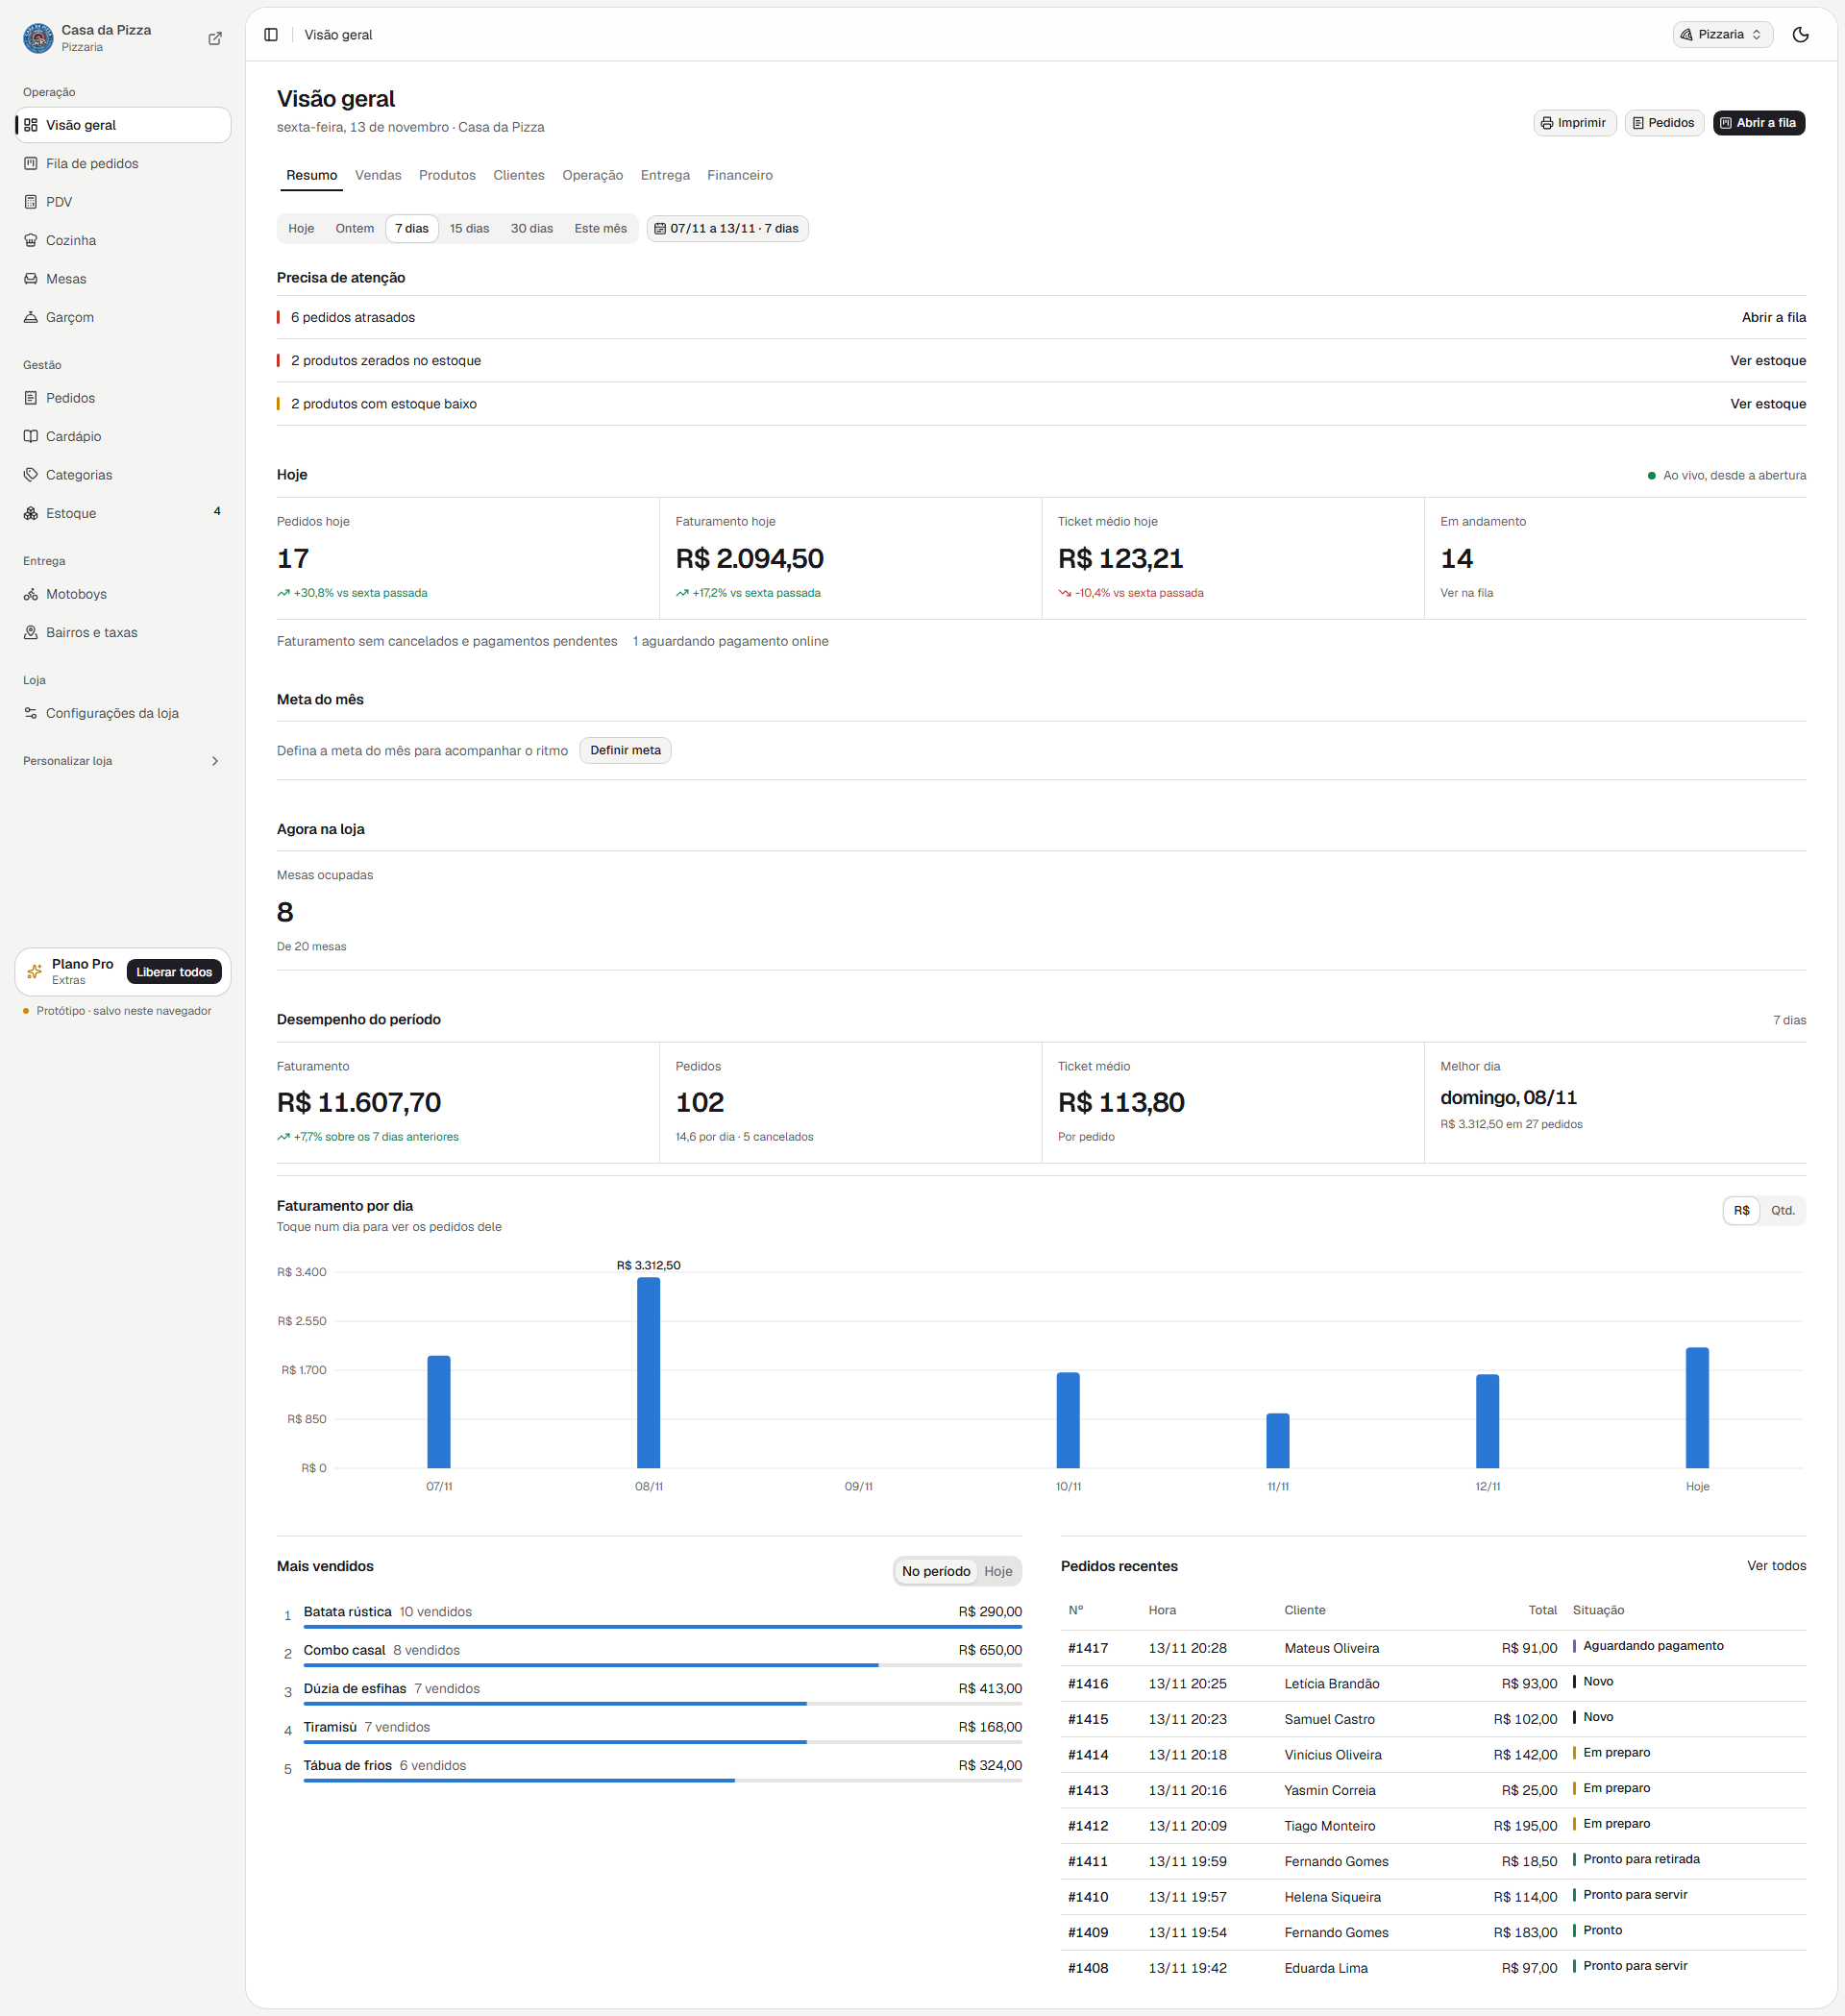 Casa da Pizza
Pizzaria
Operação
Visão geral
Fila de pedidos
PDV
Cozinha
Mesas
Garçom
Gestão
Pedidos
Cardápio
Categorias
Estoque 4
Entrega
Motoboys
Bairros e taxas
Loja
Configurações da loja
Personalizar loja
Plano Pro
Extras
Liberar todos
Protótipo · salvo neste navegador
Visão geral
Pizzaria
Visão geral
sexta-feira, 13 de novembro · Casa da Pizza
Imprimir Pedidos Abrir a fila
Resumo Vendas Produtos Clientes Operação Entrega Financeiro
Hoje Ontem 7 dias 15 dias 30 dias Este mês 07/11 a 13/11 · 7 dias
Precisa de atenção
6 pedidos atrasados Abrir a fila
2 produtos zerados no estoque Ver estoque
2 produtos com estoque baixo Ver estoque
Hoje Ao vivo, desde a abertura
Pedidos hoje
17
+30,8% vs sexta passada
Faturamento hoje
R$ 2.094,50
+17,2% vs sexta passada
Ticket médio hoje
R$ 123,21
-10,4% vs sexta passada
Em andamento
14
Ver na fila
Faturamento sem cancelados e pagamentos pendentes 1 aguardando pagamento online
Meta do mês
Defina a meta do mês para acompanhar o ritmo Definir meta
Agora na loja
Mesas ocupadas
8
De 20 mesas
Desempenho do período 7 dias
Faturamento
R$ 11.607,70
+7,7% sobre os 7 dias anteriores
Pedidos
102
14,6 por dia · 5 cancelados
Ticket médio
R$ 113,80
Por pedido
Melhor dia
domingo, 08/11
R$ 3.312,50 em 27 pedidos
Faturamento por dia
Toque num dia para ver os pedidos dele
R$ Qtd.
R$ 3.312,50
R$ 3.400
R$ 2.550
R$ 1.700
R$ 850
R$ 0
07/11 08/11 09/11 10/11 11/11 12/11 Hoje
Mais vendidos No período Hoje
1 Batata rústica 10 vendidos R$ 290,00
2 Combo casal 8 vendidos R$ 650,00
3 Dúzia de esfihas 7 vendidos R$ 413,00
4 Tiramisù 7 vendidos R$ 168,00
5 Tábua de frios 6 vendidos R$ 324,00
Pedidos recentes Ver todos
Nº Hora Cliente Total Situação
#1417 13/11 20:28 Mateus Oliveira R$ 91,00 Aguardando pagamento
#1416 13/11 20:25 Letícia Brandão R$ 93,00 Novo
#1415 13/11 20:23 Samuel Castro R$ 102,00 Novo
#1414 13/11 20:18 Vinícius Oliveira R$ 142,00 Em preparo
#1413 13/11 20:16 Yasmin Correia R$ 25,00 Em preparo
#1412 13/11 20:09 Tiago Monteiro R$ 195,00 Em preparo
#1411 13/11 19:59 Fernando Gomes R$ 18,50 Pronto para retirada
#1410 13/11 19:57 Helena Siqueira R$ 114,00 Pronto para servir
#1409 13/11 19:54 Fernando Gomes R$ 183,00 Pronto
#1408 13/11 19:42 Eduarda Lima R$ 97,00 Pronto para servir